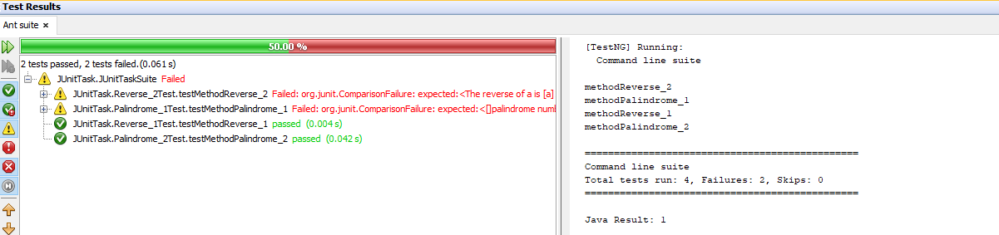 Test Results
Ant suite ×
50.00 %
2 tests passed, 2 tests failed.(0.061 s)
JUnitTask.JUnitTaskSuite Failed
JUnitTask.Reverse_2Test.testMethodReverse_2 Failed: org.junit.ComparisonFailure: expected:<The reverse of a is [a]
JUnitTask.Palindrome_1Test.testMethodPalindrome_1 Failed: org.junit.ComparisonFailure: expected:<[]palindrome numb
JUnitTask.Reverse_1Test.testMethodReverse_1 passed (0.004 s)
JUnitTask.Palindrome_2Test.testMethodPalindrome_2 passed (0.042 s)
[TestNG] Running:
Command line suite
methodReverse_2
methodPalindrome_1
methodReverse_1
methodPalindrome_2
===============================================
Command line suite
Total tests run: 4, Failures: 2, Skips: 0
===============================================
Java Result: 1